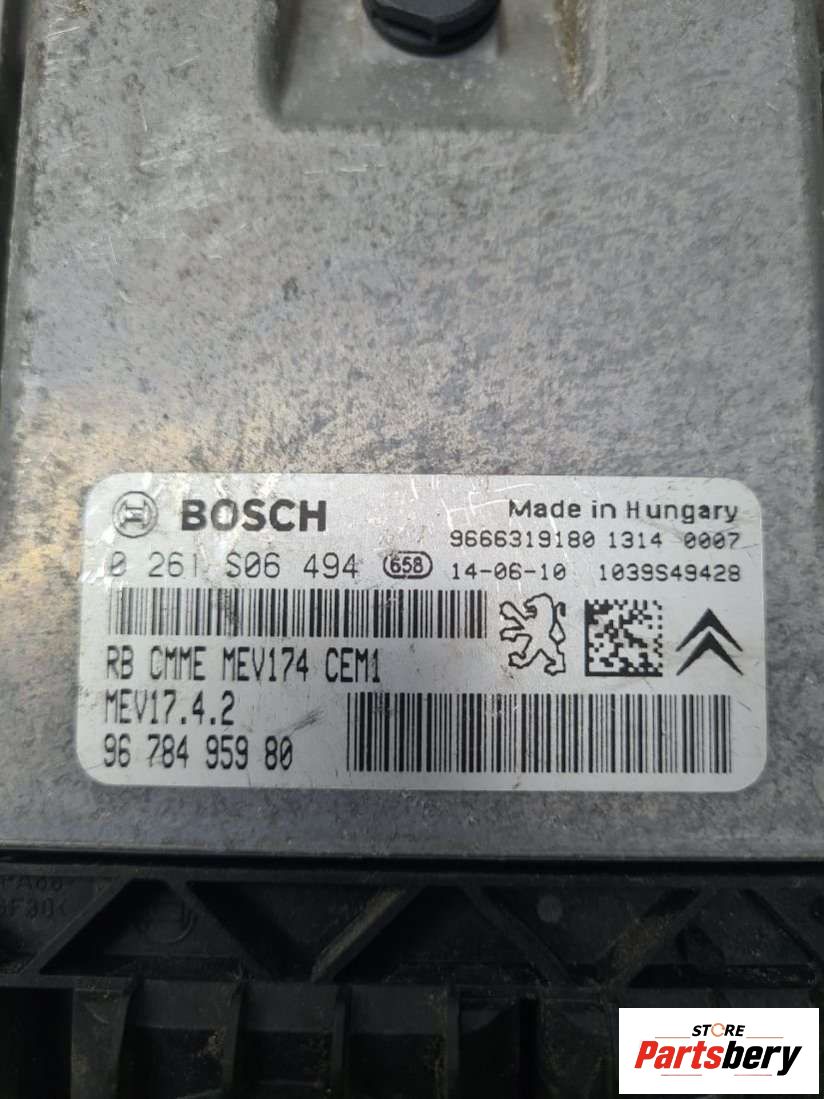 BOSCH
Made in Hungary
9666319180 1314 0007
0 261 S06 494 658 14-06-10 1039S49428
RB CMME MEV174 CEM1
MEV17.4.2
96 784 959 80
STORE
Partsbery